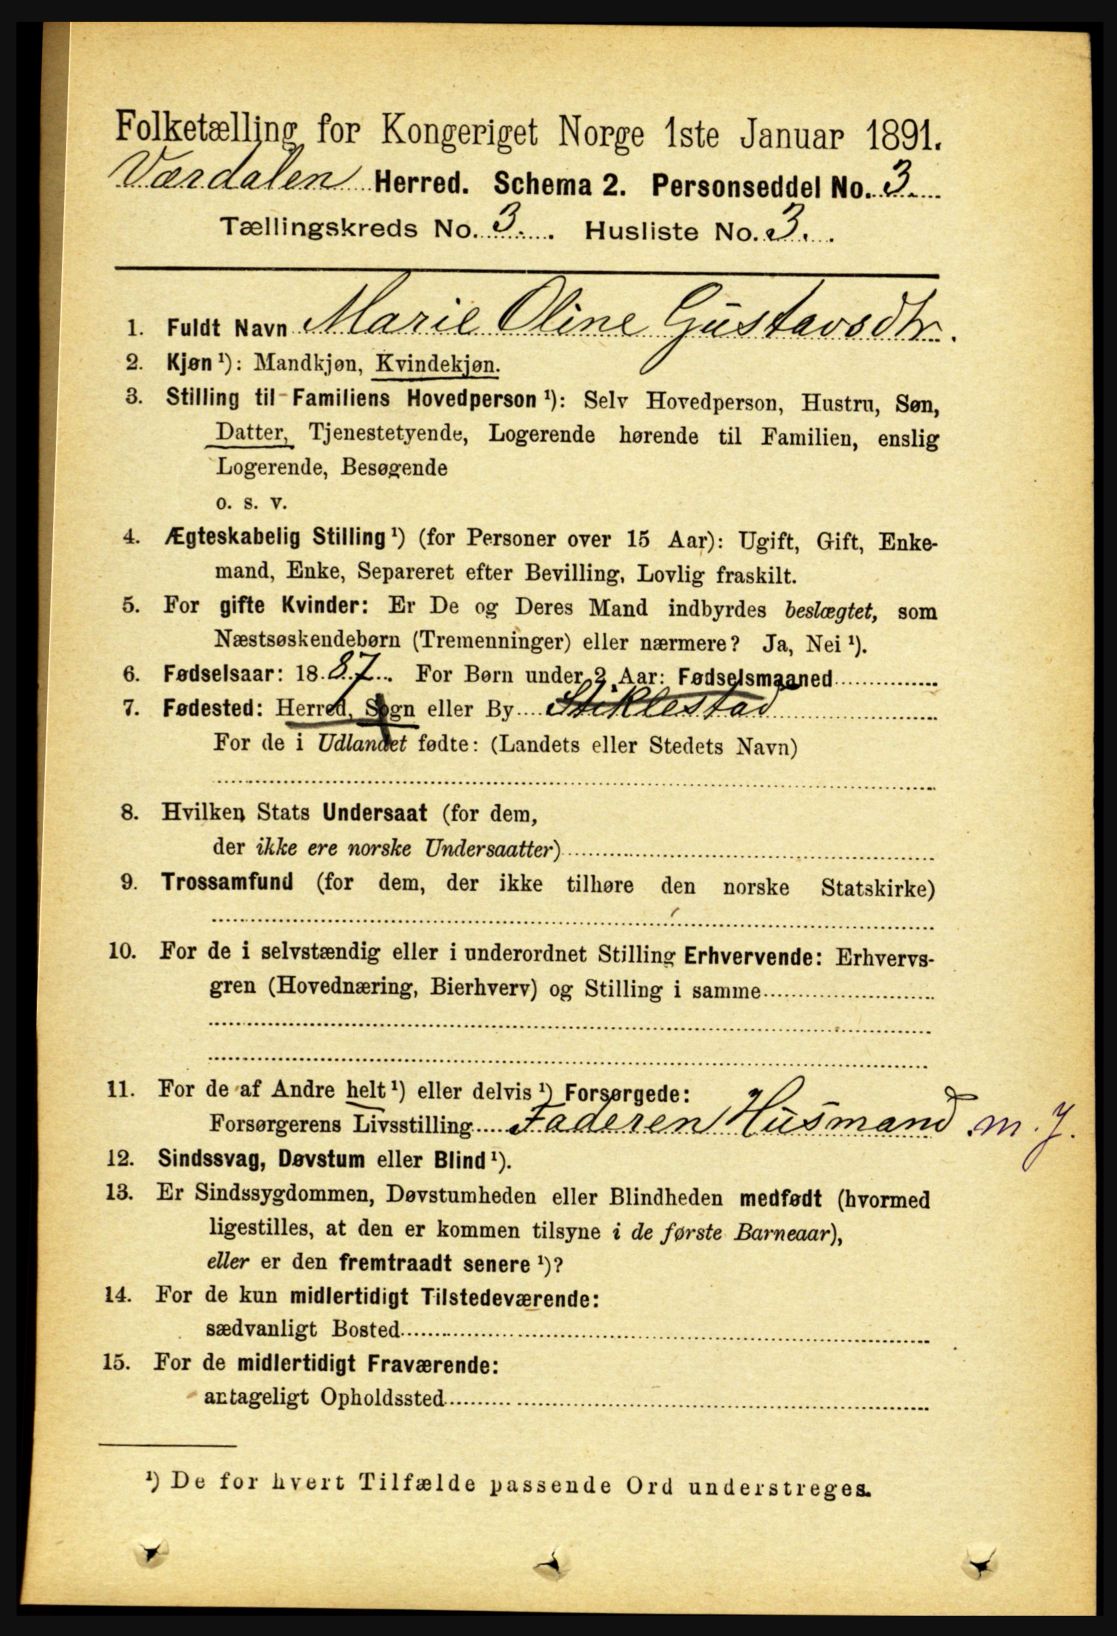 Folketælling for Kongeriget Norge 1ste Januar 1891.
Værdalen Herred. Schema 2. Personseddel No. 3.
Tællingskreds No. 3. Husliste No. 3.
1. Fuldt Navn Marie Oline Gustavsdtr.
2. Kjøn ¹): Mandkjøn, Kvindekjøn.
3. Stilling til Familiens Hovedperson ¹): Selv Hovedperson, Hustru, Søn,
Datter, Tjenestetyende, Logerende hørende til Familien, enslig
Logerende, Besøgende
o. s. v.
4. Ægteskabelig Stilling ¹) (for Personer over 15 Aar): Ugift, Gift, Enke-
mand, Enke, Separeret efter Bevilling, Lovlig fraskilt.
5. For gifte Kvinder: Er De og Deres Mand indbyrdes beslægtet, som
Næstsøskendebørn (Tremenninger) eller nærmere? Ja, Nei ¹).
6. Fødselsaar: 1887. For Børn under 2 Aar: Fødselsmaaned
7. Fødested: Herred, Sogn eller By Stiklestad
For de i Udlandet fødte: (Landets eller Stedets Navn)
8. Hvilken Stats Undersaat (for dem,
der ikke ere norske Undersaatter)
9. Trossamfund (for dem, der ikke tilhøre den norske Statskirke)
10. For de i selvstændig eller i underordnet Stilling Erhvervende: Erhvervs-
gren (Hovednæring, Bierhverv) og Stilling i samme
11. For de af Andre helt ¹) eller delvis ¹) Forsørgede:
Forsørgerens Livsstilling Faderen Husmand m. J.
12. Sindssvag, Døvstum eller Blind ¹).
13. Er Sindssygdommen, Døvstumheden eller Blindheden medfødt (hvormed
ligestilles, at den er kommen tilsyne i de første Barneaar),
eller er den fremtraadt senere ¹)?
14. For de kun midlertidigt Tilstedeværende:
sædvanligt Bosted
15. For de midlertidigt Fraværende:
antageligt Opholdssted
¹) De for hvert Tilfælde passende Ord understreges.